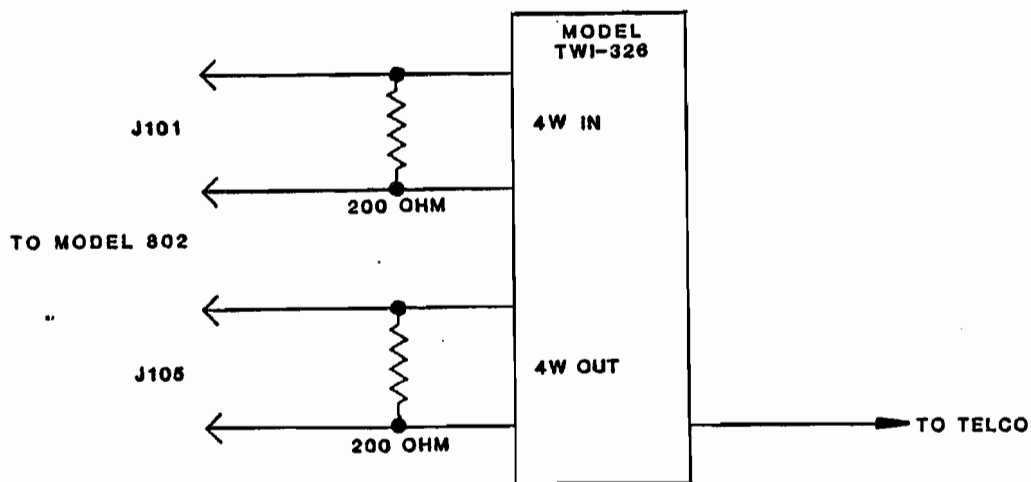 MODEL
TWI-326
4W IN
J101
200 OHM
TO MODEL 802
J105
4W OUT
TO TELCO
200 OHM